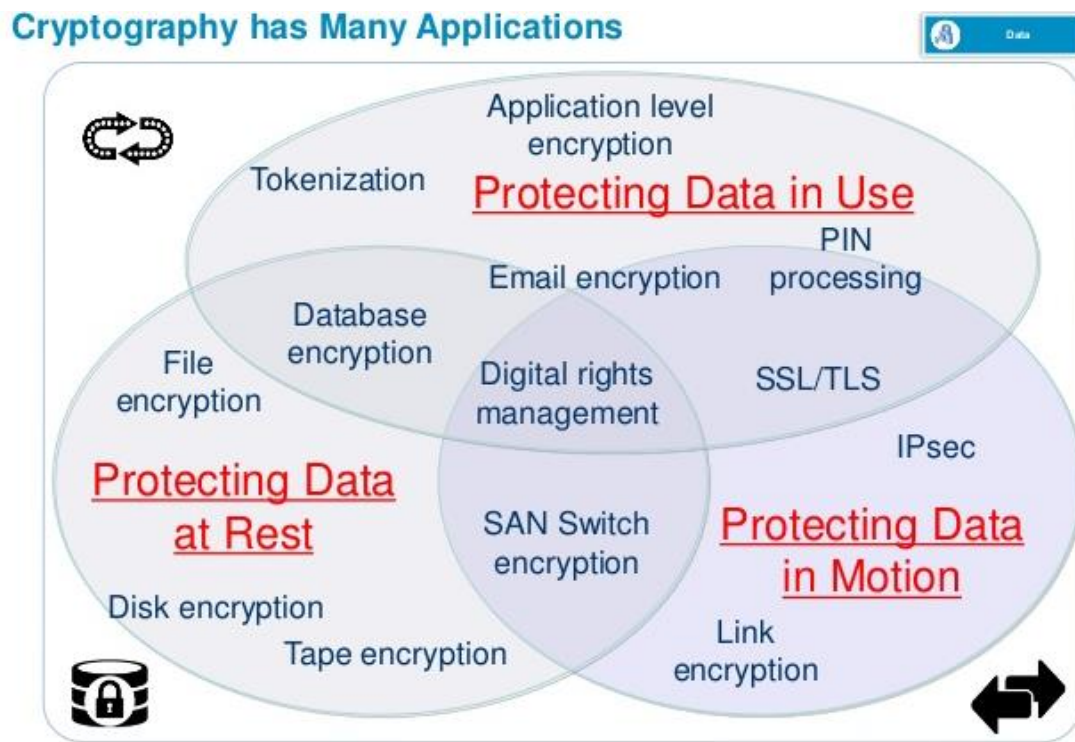 Cryptography has Many Applications
Data
Application level
encryption
Tokenization
Protecting Data in Use
PIN
processing
Email encryption
Database
encryption
File
encryption
Digital rights
management
SSL/TLS
IPsec
Protecting Data
at Rest
SAN Switch
encryption
Protecting Data
in Motion
Disk encryption
Tape encryption
Link
encryption